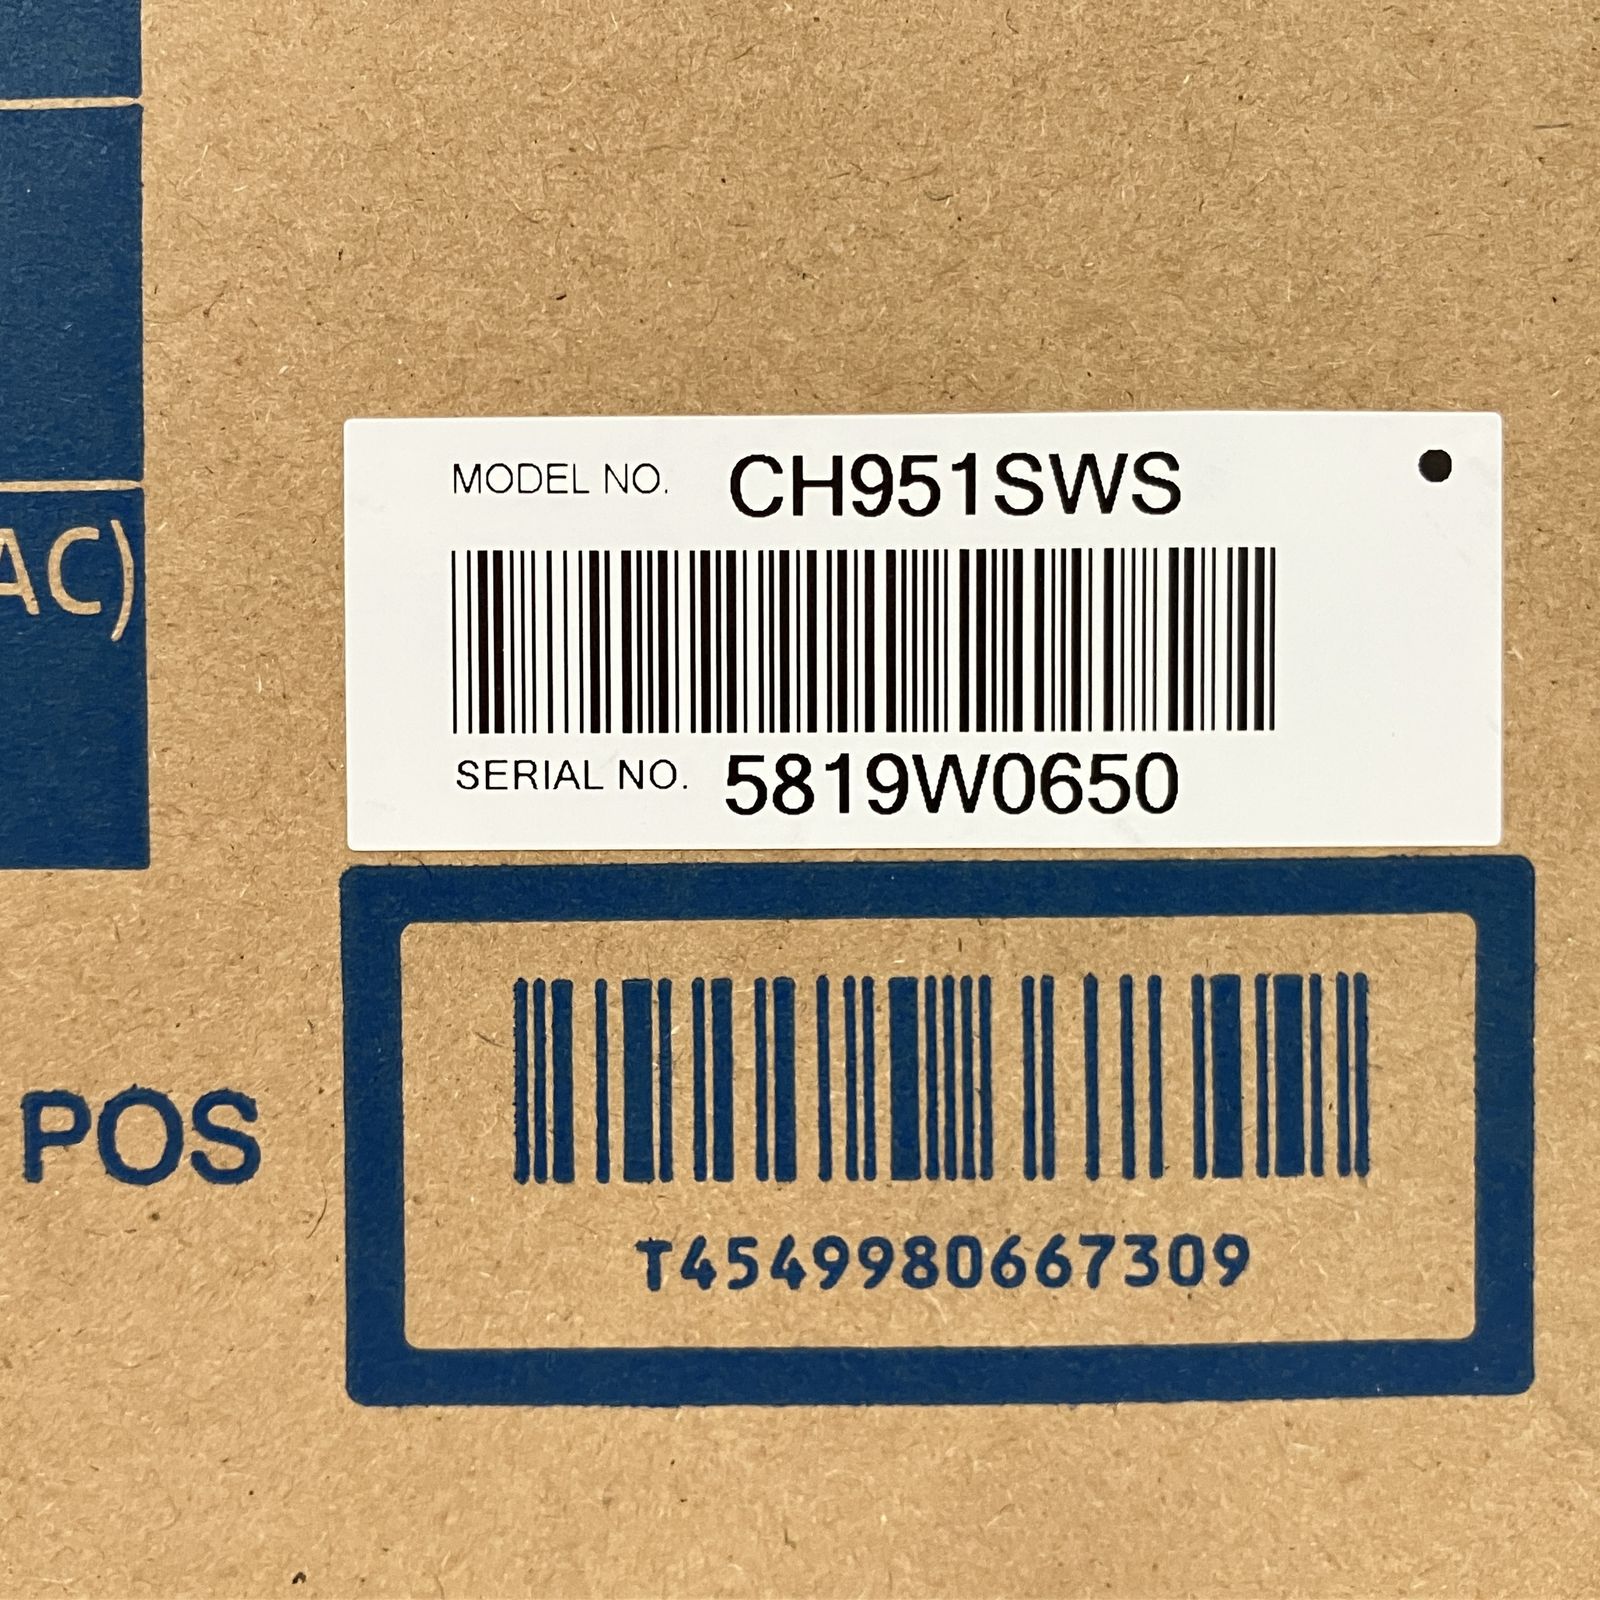 AC)
MODEL NO. CH951SWS
SERIAL NO. 5819W0650
POS
T4549980667309